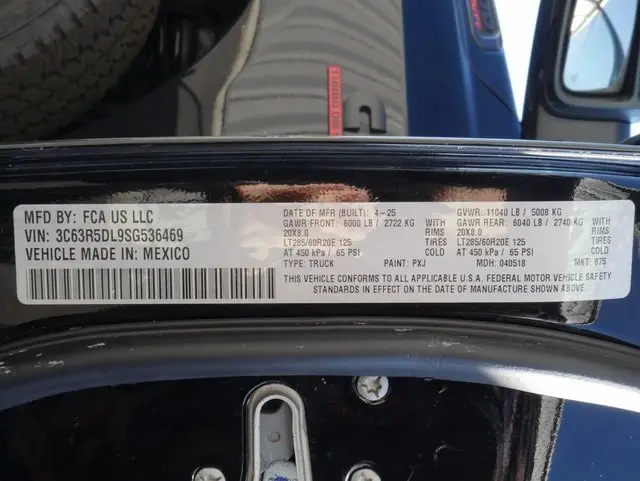 TURBO DIESEL
MFD BY: FCA US LLC
VIN: 3C63R5DL9SG536469
VEHICLE MADE IN: MEXICO
DATE OF MFR (BUILT): 4-25 GVWR: 11040 LB / 5008 KG
GAWR FRONT: 6000 LB / 2722 KG WITH GAWR REAR: 6040 LB / 2740 KG WITH
20X8.0 RIMS 20X8.0 RIMS
LT285/60R20E 125 TIRES LT285/60R20E 125 TIRES
AT 450 kPa / 65 PSI COLD AT 450 kPa / 65 PSI COLD
TYPE: TRUCK PAINT: PXJ MDH: 040518 MKT: 875
THIS VEHICLE CONFORMS TO ALL APPLICABLE U.S.A. FEDERAL MOTOR VEHICLE SAFETY
STANDARDS IN EFFECT ON THE DATE OF MANUFACTURE SHOWN ABOVE.